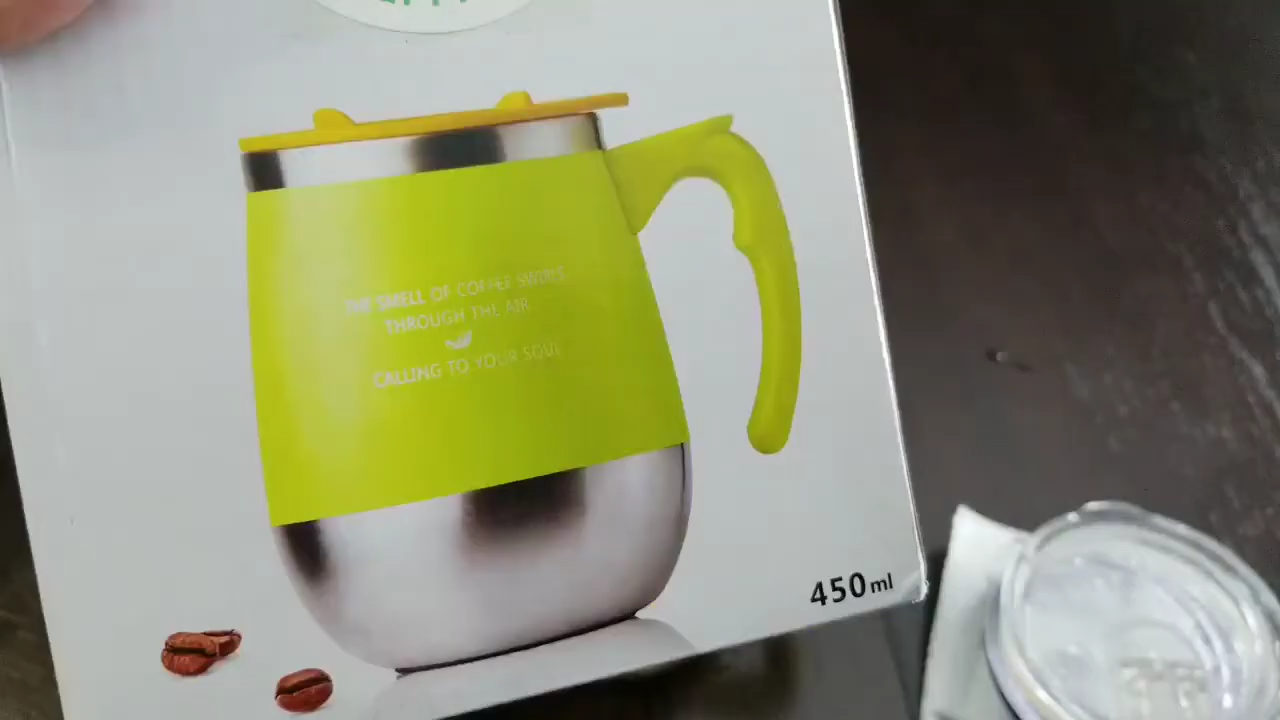 THE SMELL OF COFFEE SWIRLS
THROUGH THE AIR
CALLING TO YOUR SOUL
450ml